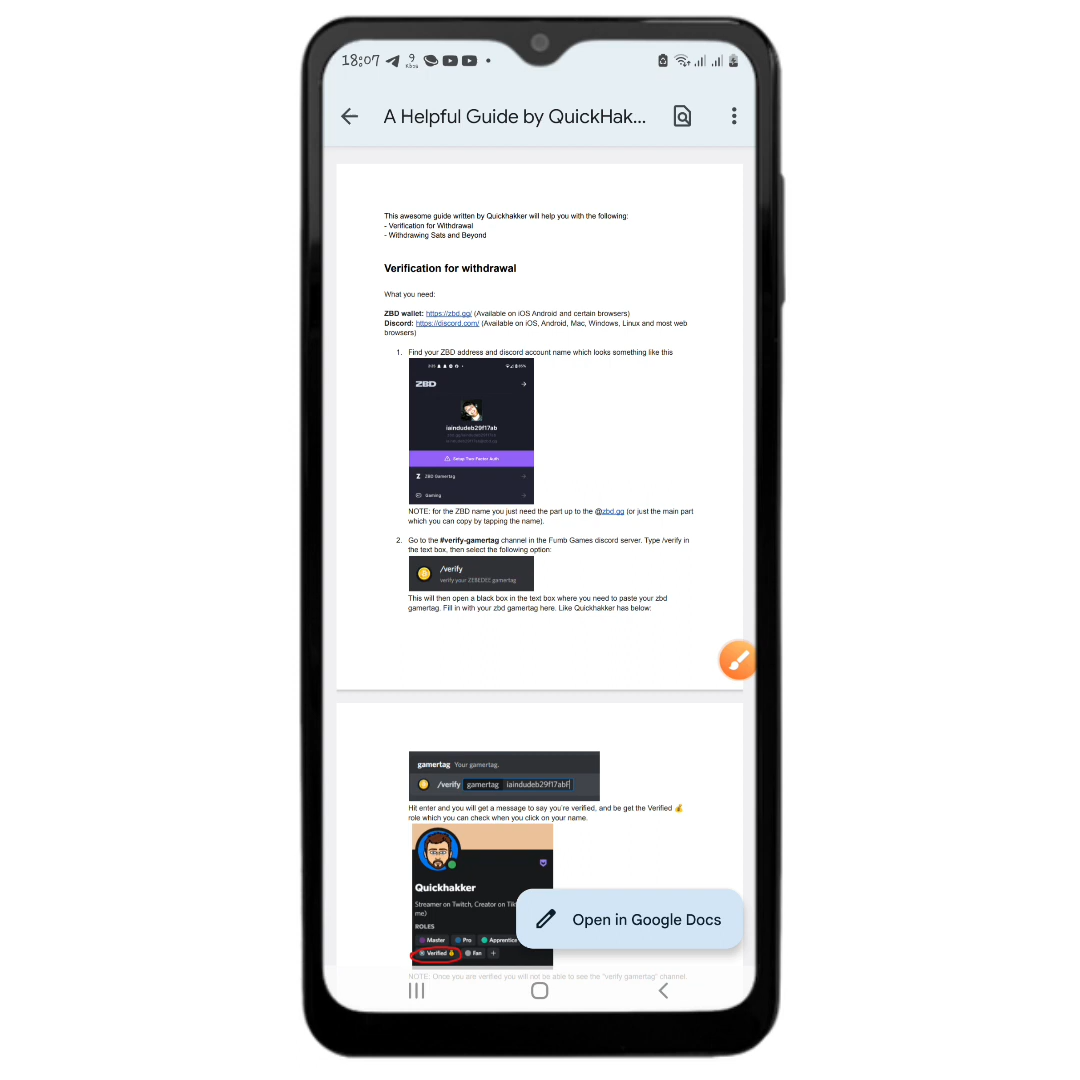 18:07
9
KB/s
A Helpful Guide by QuickHak...
This awesome guide written by Quickhakker will help you with the following:
- Verification for Withdrawal
- Withdrawing Sats and Beyond
Verification for withdrawal
What you need:
ZBD wallet: https://zbd.gg/ (Available on iOS Android and certain browsers)
Discord: https://discord.com/ (Available on iOS, Android, Mac, Windows, Linux and most web
browsers)
1. Find your ZBD address and discord account name which looks something like this
ZBD
iaindudeb29f17ab
Setup Two Factor Auth
Z ZBD Gamertag
Gaming
NOTE: for the ZBD name you just need the part up to the @zbd.gg (or just the main part
which you can copy by tapping the name).
2. Go to the #verify-gamertag channel in the Fumb Games discord server. Type /verify in
the text box, then select the following option:
/verify
verify your ZEBEDEE gamertag
This will then open a black box in the text box where you need to paste your zbd
gamertag. Fill in with your zbd gamertag here. Like Quickhakker has below:
gamertag Your gamertag.
/verify gamertag iaindudeb29f17abF
Hit enter and you will get a message to say you're verified, and be get the Verified 💰
role which you can check when you click on your name.
Quickhakker
Streamer on Twitch, Creator on Tik
me)
ROLES
Master Pro Apprentice
Verified 💰 Fan +
Open in Google Docs
NOTE: Once you are verified you will not be able to see the "verify gamertag" channel.